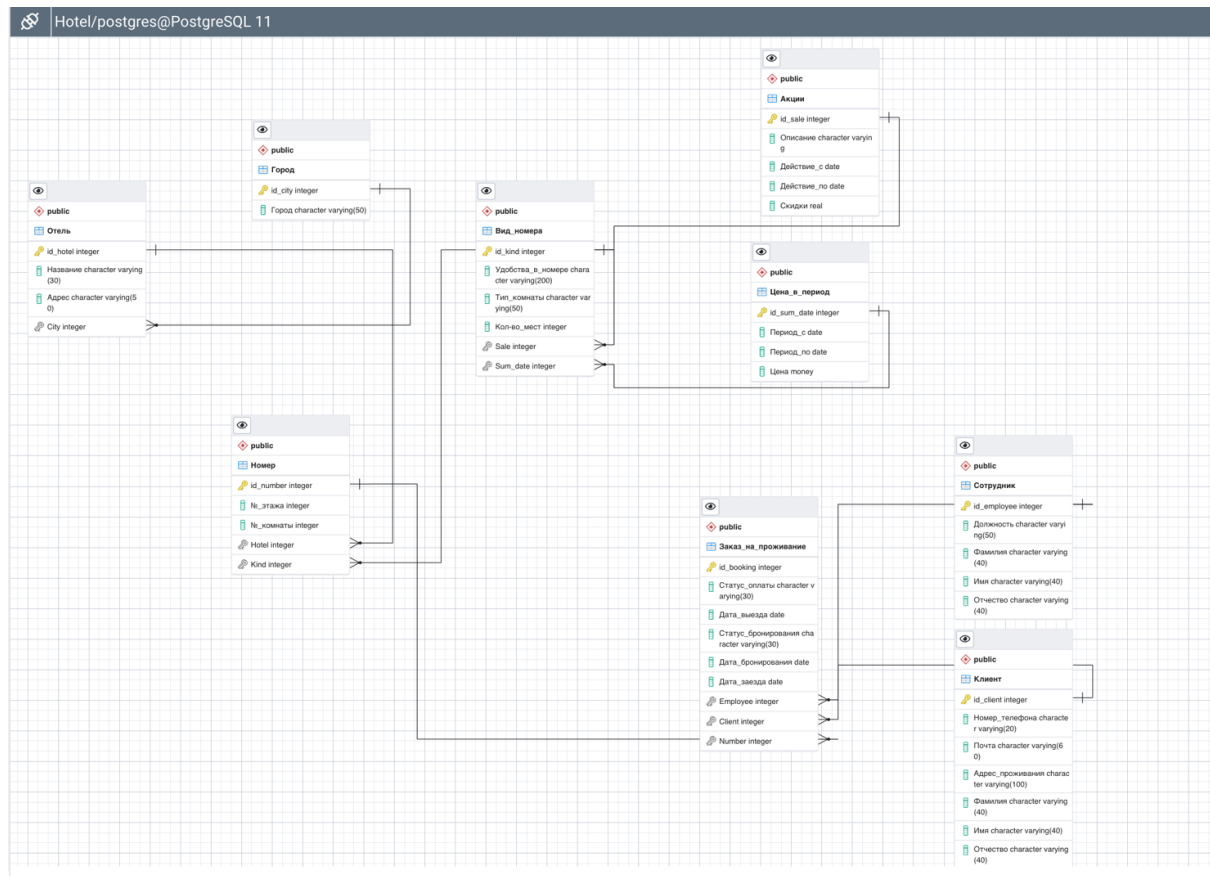 Hotel/postgres@PostgreSQL 11
public
Акции
id_sale integer
Описание character varyin
g
Действие_с date
Действие_по date
Скидки real
public
Город
id_city integer
Город character varying(50)
public
Отель
id_hotel integer
Название character varying
(30)
Адрес character varying(5
0)
City integer
public
Вид_номера
id_kind integer
Удобства_в_номере chara
cter varying(200)
Тип_комнаты character var
ying(50)
Кол-во_мест integer
Sale integer
Sum_date integer
public
Цена_в_период
id_sum_date integer
Период_с date
Период_по date
Цена money
public
Номер
id_number integer
№_этажа integer
№_комнаты integer
Hotel integer
Kind integer
public
Заказ_на_проживание
id_booking integer
Статус_оплаты character v
arying(30)
Дата_выезда date
Статус_бронирования cha
racter varying(30)
Дата_бронирования date
Дата_заезда date
Employee integer
Client integer
Number integer
public
Сотрудник
id_employee integer
Должность character varyi
ng(50)
Фамилия character varying
(40)
Имя character varying(40)
Отчество character varying
(40)
public
Клиент
id_client integer
Номер_телефона characte
r varying(20)
Почта character varying(6
0)
Адрес_проживания charac
ter varying(100)
Фамилия character varying
(40)
Имя character varying(40)
Отчество character varying
(40)